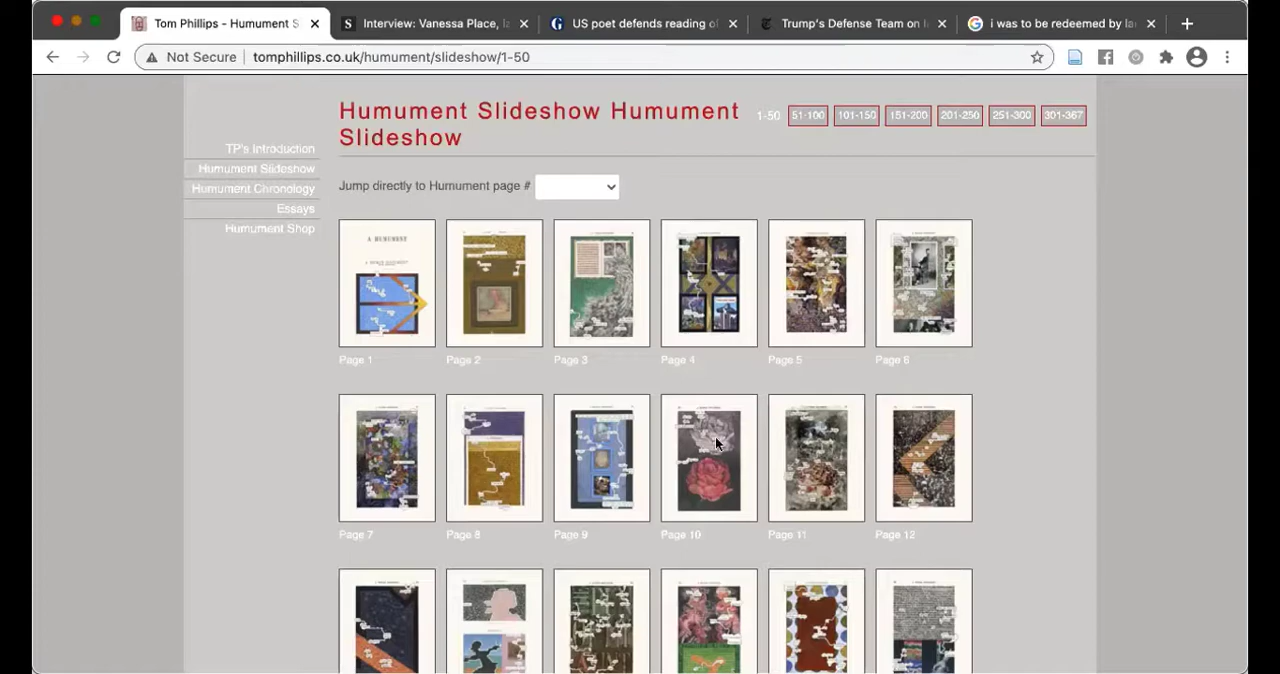 Tom Phillips - Humument S
Interview: Vanessa Place, la
US poet defends reading of
Trump's Defense Team on I
i was to be redeemed by la
Not Secure
tomphillips.co.uk/humument/slideshow/1-50
Humument Slideshow Humument
Slideshow
1-50
51-100
101-150
151-200
201-250
251-300
301-367
TP's Introduction
Humument Slideshow
Humument Chronology
Essays
Humument Shop
Jump directly to Humument page #
A HUMUMENT
Page 1
Page 2
Page 3
Page 4
Page 5
Page 6
Page 7
Page 8
Page 9
Page 10
Page 11
Page 12